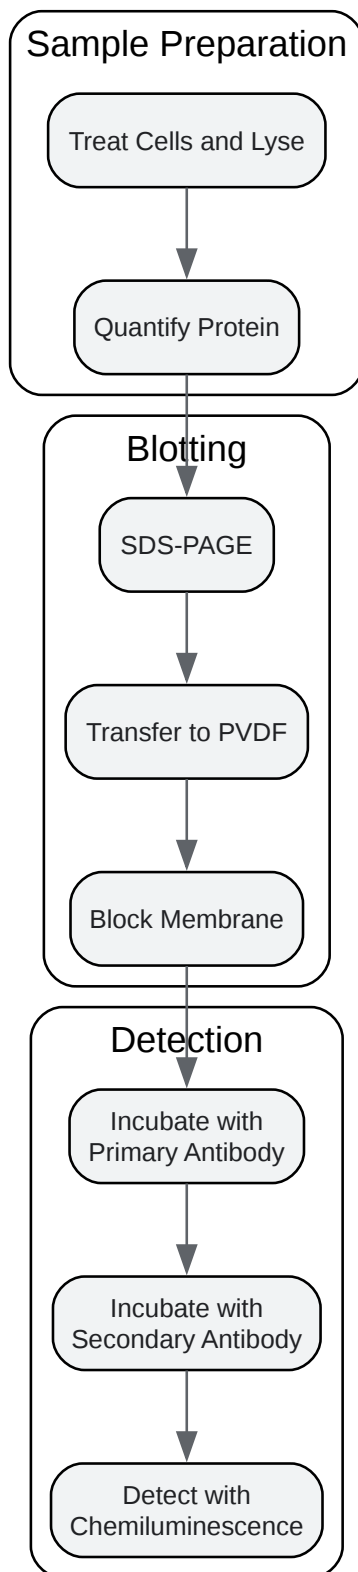 Sample Preparation
Treat Cells and Lyse
Quantify Protein
Blotting
SDS-PAGE
Transfer to PVDF
Block Membrane
Detection
Incubate with
Primary Antibody
Incubate with
Secondary Antibody
Detect with
Chemiluminescence